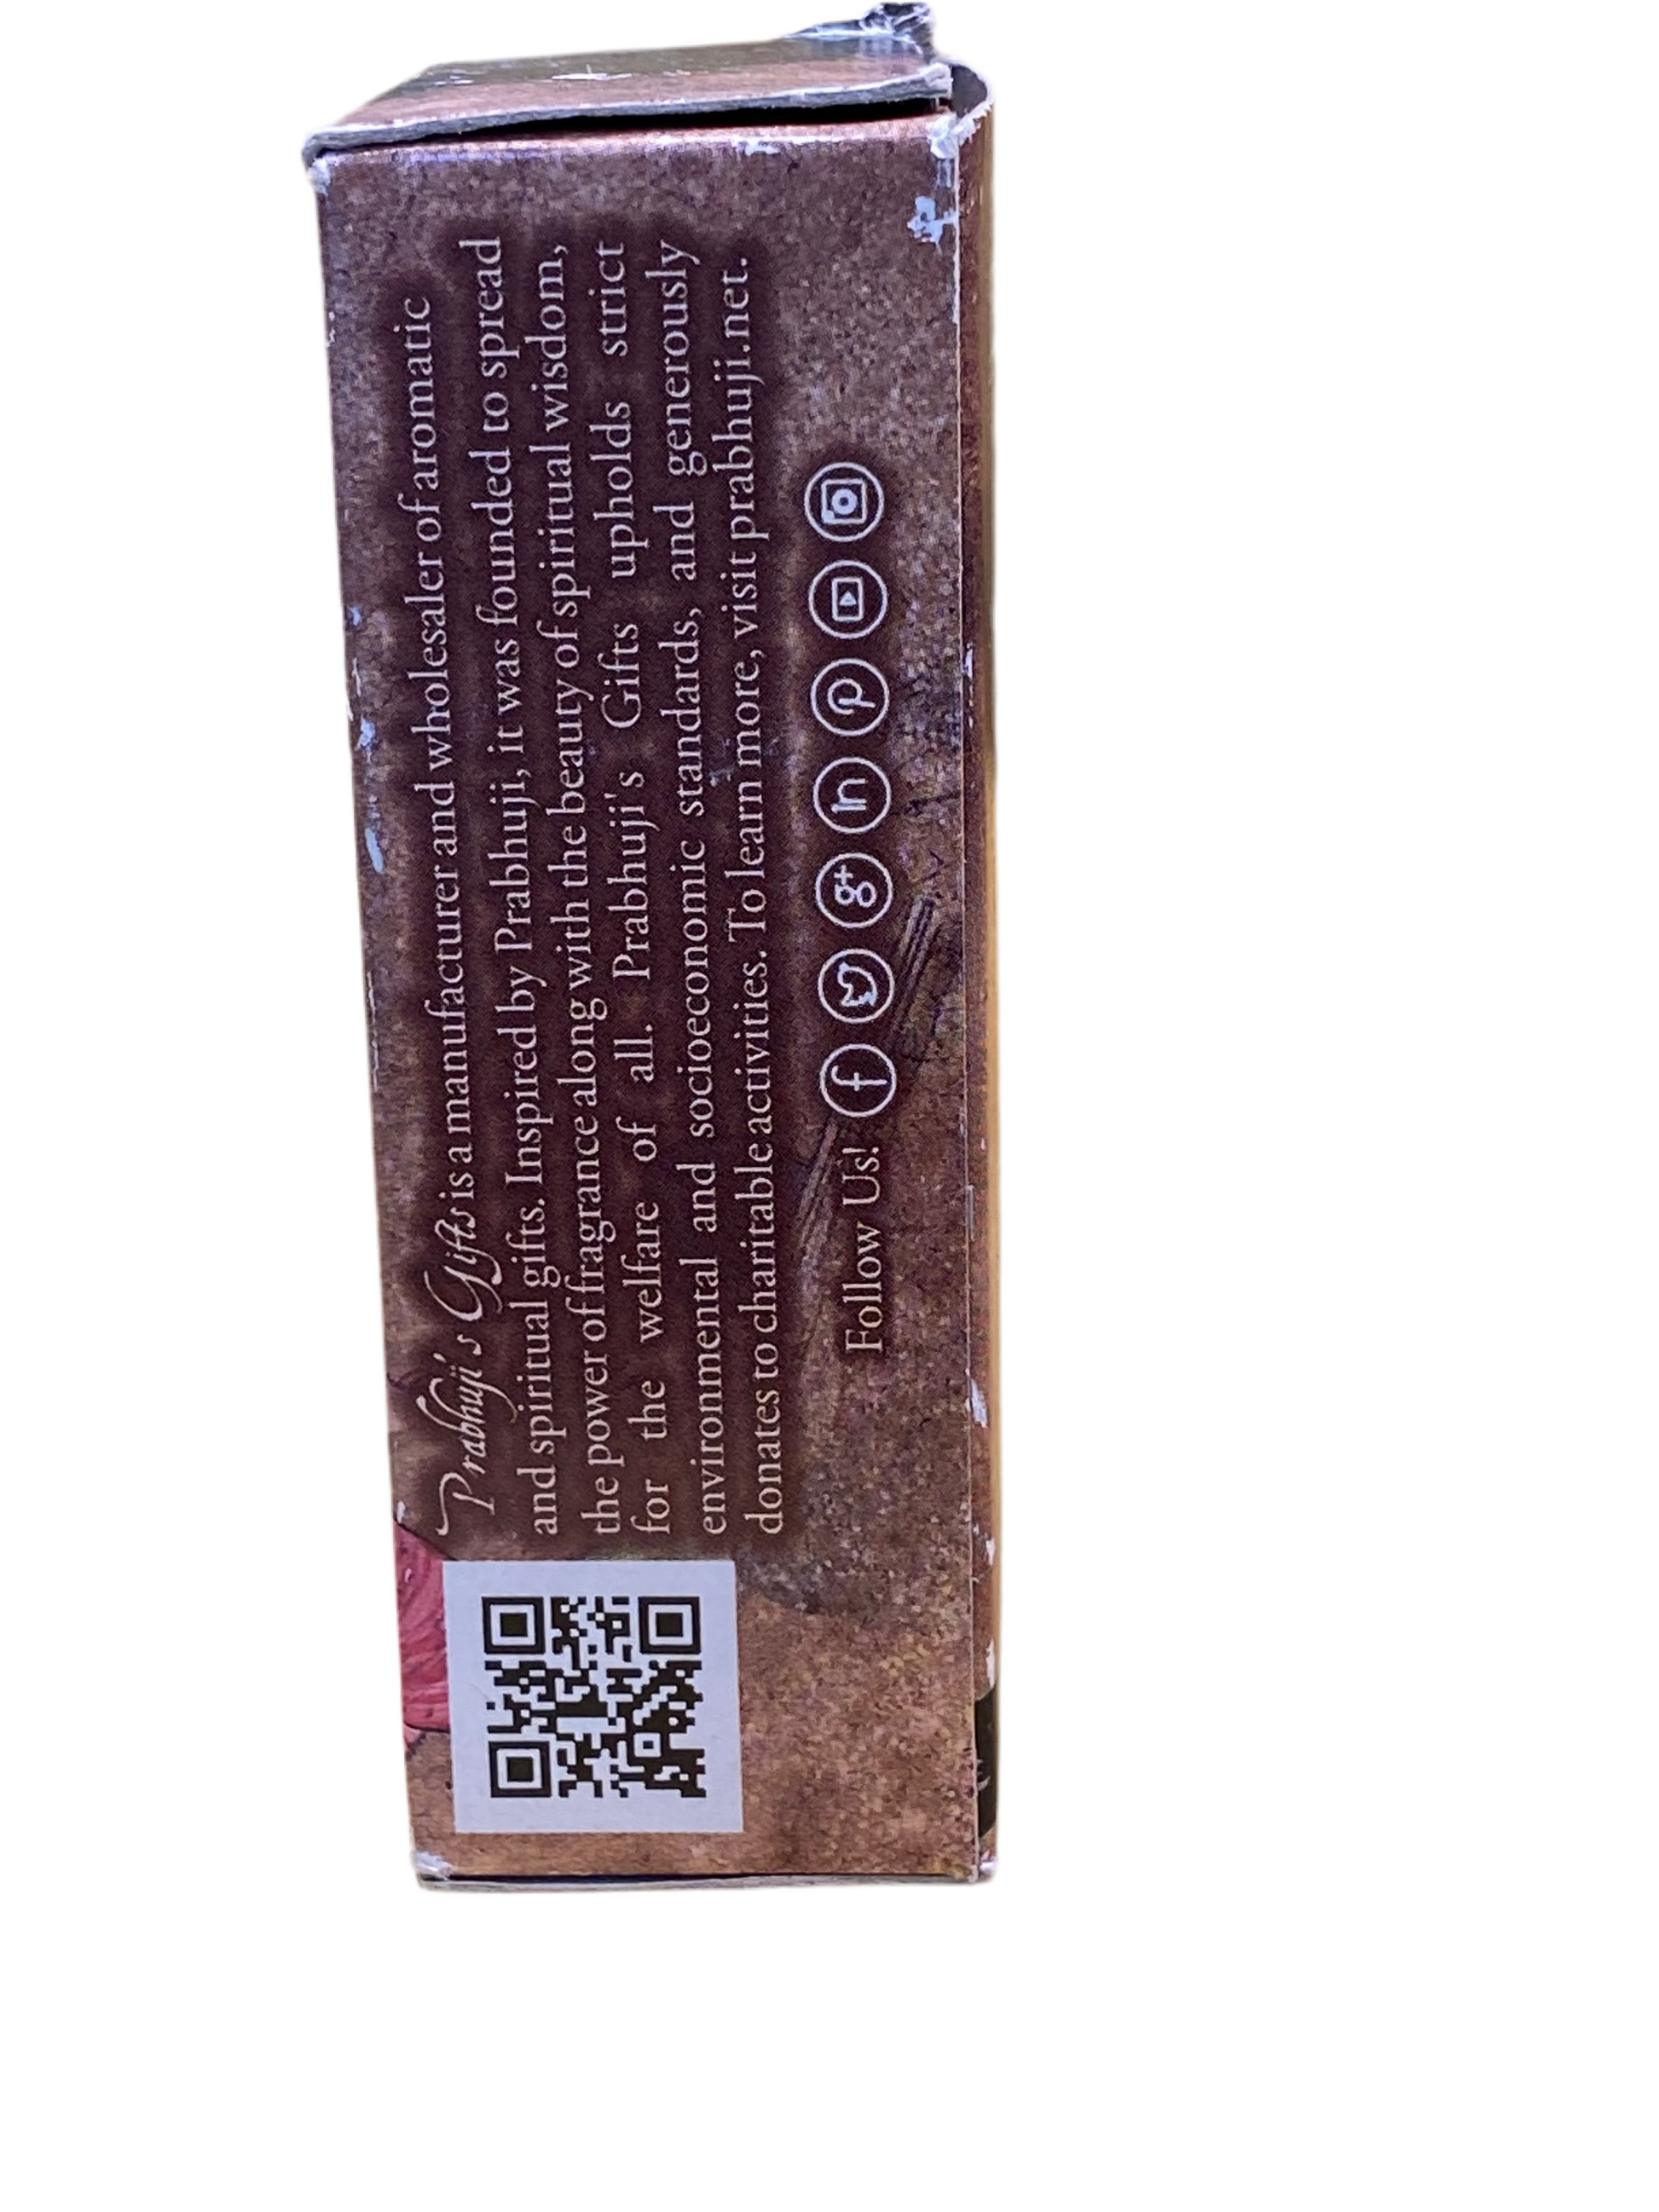 Prabhuji's Gifts is a manufacturer and wholesaler of aromatic
and spiritual gifts. Inspired by Prabhuji, it was founded to spread
the power of fragrance along with the beauty of spiritual wisdom,
for the welfare of all. Prabhuji's Gifts upholds strict
environmental and socioeconomic standards, and generously
donates to charitable activities. To learn more, visit prabhuji.net.
Follow Us!